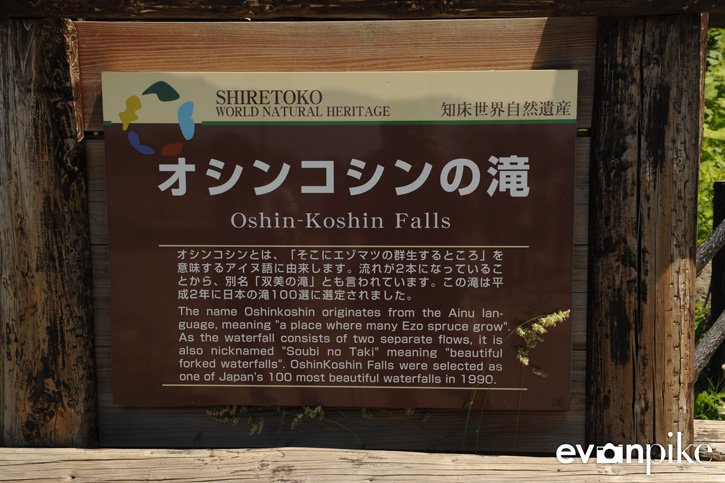 SHIRETOKO
WORLD NATURAL HERITAGE
知床世界自然遺産
オシンコシンの滝
Oshin-Koshin Falls
オシンコシンとは、「そこにエゾマツの群生するところ」を
意味するアイヌ語に由来します。流れが2本になっているこ
とから、別名「双美の滝」とも言われています。この滝は平
成2年に日本の滝100選に選定されました。
The name Oshinkoshin originates from the Ainu lan-
guage, meaning "a place where many Ezo spruce grow".
As the waterfall consists of two separate flows, it is
also nicknamed "Soubi no Taki" meaning "beautiful
forked waterfalls". OshinKoshin Falls were selected as
one of Japan's 100 most beautiful waterfalls in 1990.
evanpike